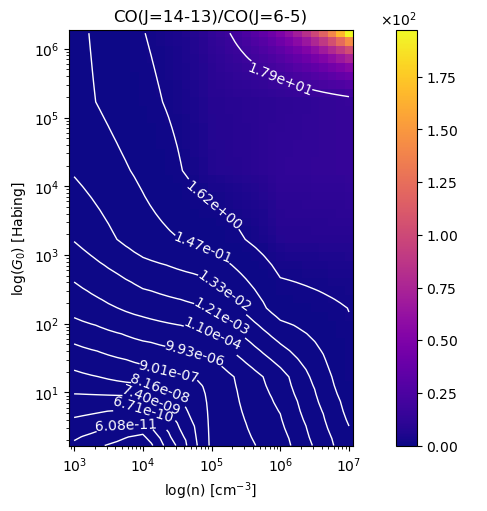 CO(J=14-13)/CO(J=6-5)
×10²
10⁶
10⁵
10⁴
10³
10²
10¹
log(G₀) [Habing]
1.79e+01
1.62e+00
1.47e-01
1.33e-02
1.21e-03
1.10e-04
9.93e-06
9.01e-07
8.16e-08
7.40e-09
6.71e-10
6.08e-11
10³ 10⁴ 10⁵ 10⁶ 10⁷
log(n) [cm⁻³]
1.75
1.50
1.25
1.00
0.75
0.50
0.25
0.00